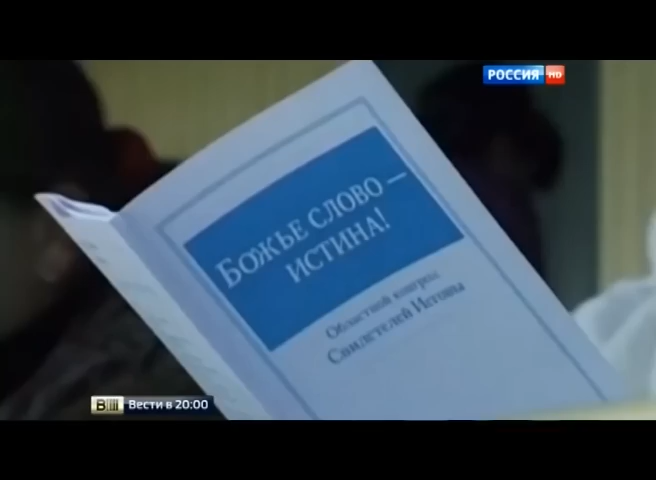 РОССИЯ HD
БОЖЬЕ СЛОВО —
ИСТИНА!
Областной конгресс
Свидетелей Иеговы
Вести в 20:00